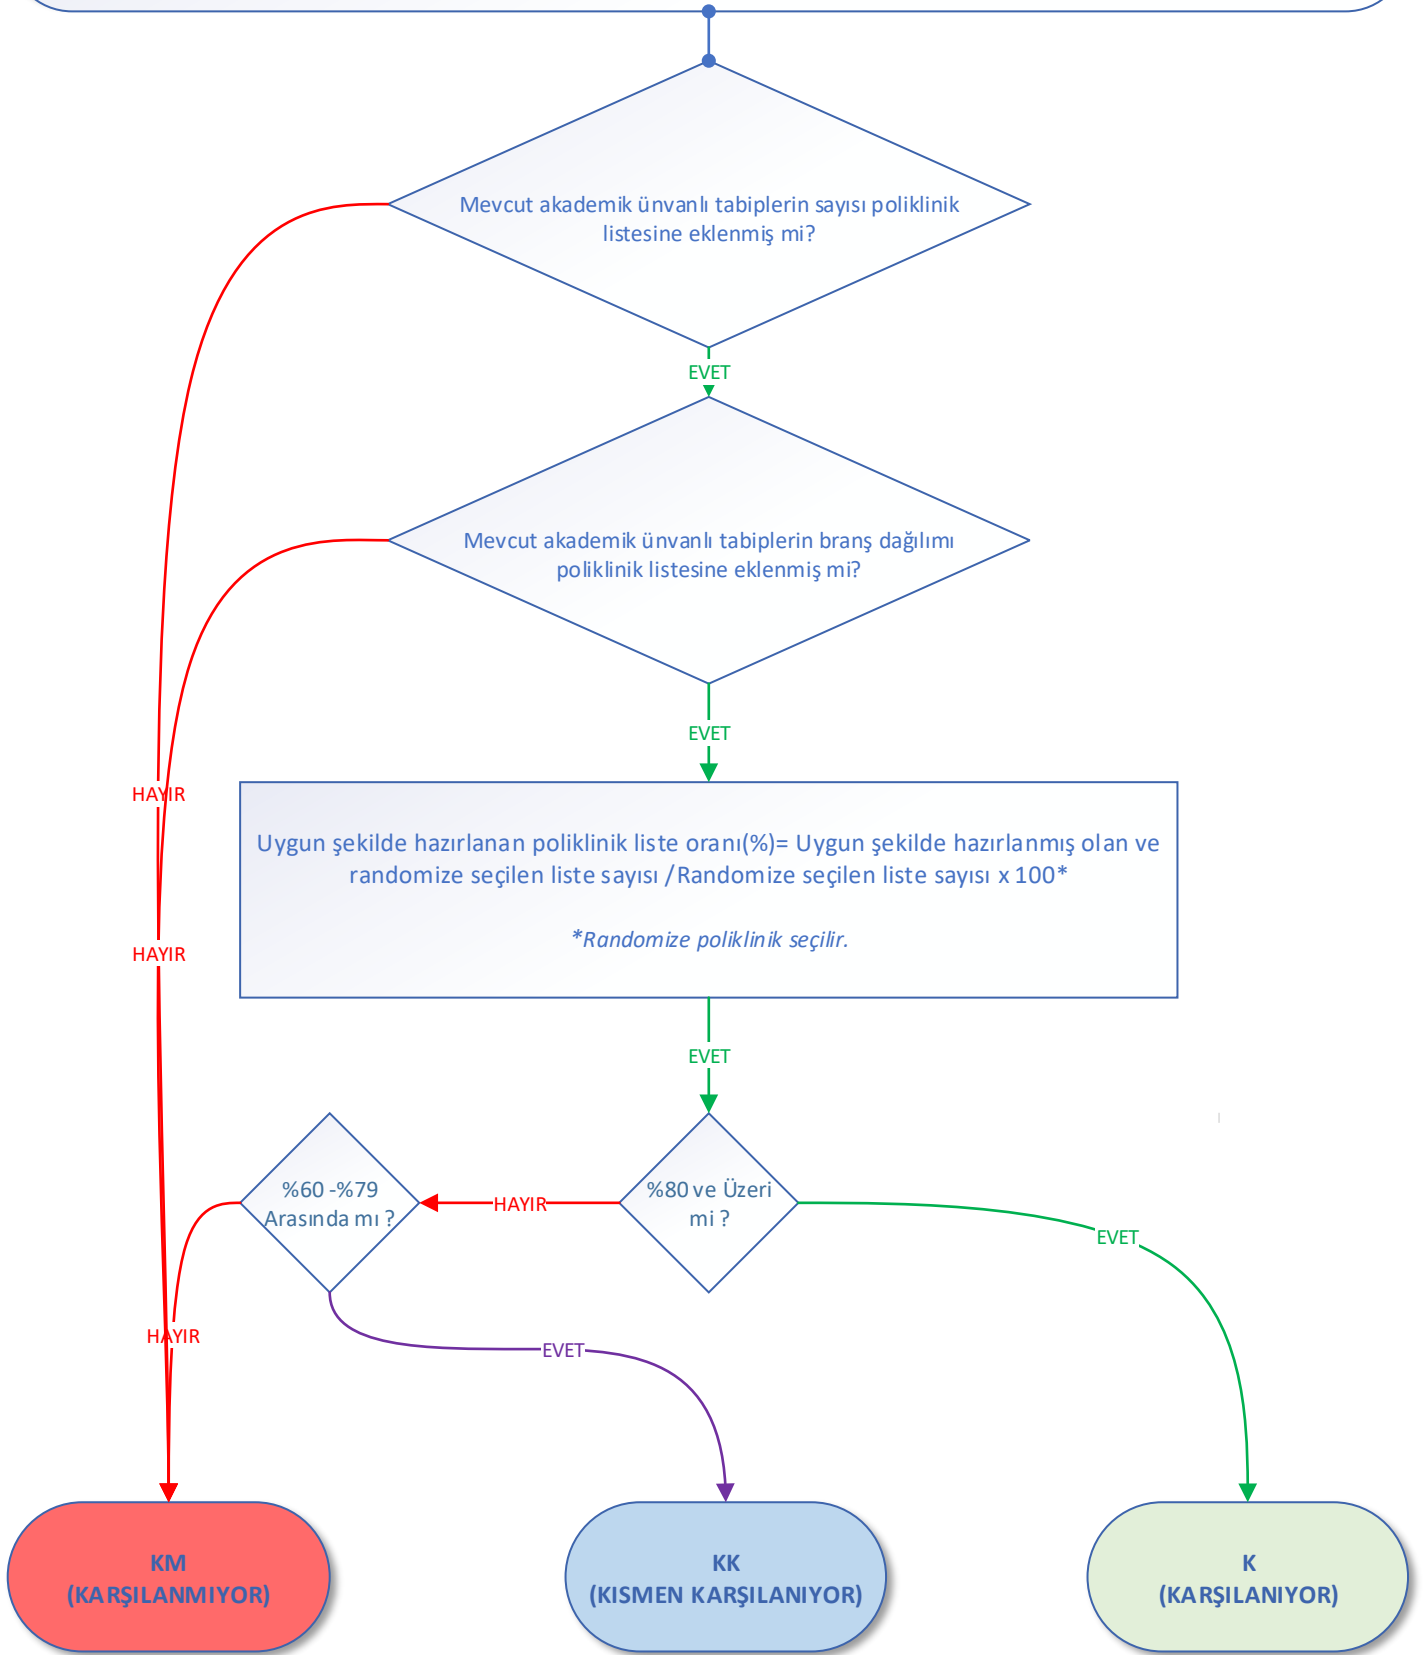 Mevcut akademik ünvanlı tabiplerin sayısı poliklinik
listesine eklenmiş mi?
EVET
Mevcut akademik ünvanlı tabiplerin branş dağılımı
poliklinik listesine eklenmiş mi?
EVET
HAYIR
Uygun şekilde hazırlanan poliklinik liste oranı(%)= Uygun şekilde hazırlanmış olan ve
randomize seçilen liste sayısı /Randomize seçilen liste sayısı x 100*
*Randomize poliklinik seçilir.
HAYIR
EVET
%60 -%79
Arasında mı ?
HAYIR
%80 ve Üzeri
mi ?
EVET
HAYIR
EVET
KM
(KARŞILANMIYOR)
KK
(KISMEN KARŞILANIYOR)
K
(KARŞILANIYOR)